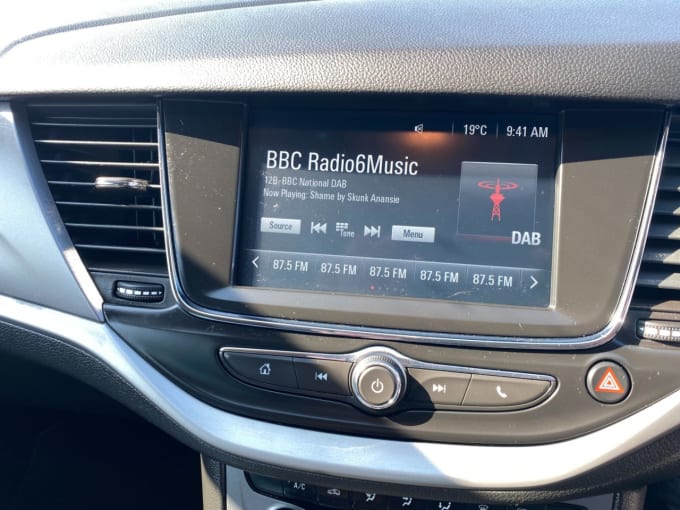 19°C 9:41 AM
BBC Radio6Music
12B-BBC National DAB
Now Playing: Shame by Skunk Anansie
Source Tune Menu
DAB
87.5 FM 87.5 FM 87.5 FM 87.5 FM 87.5 FM
A/C